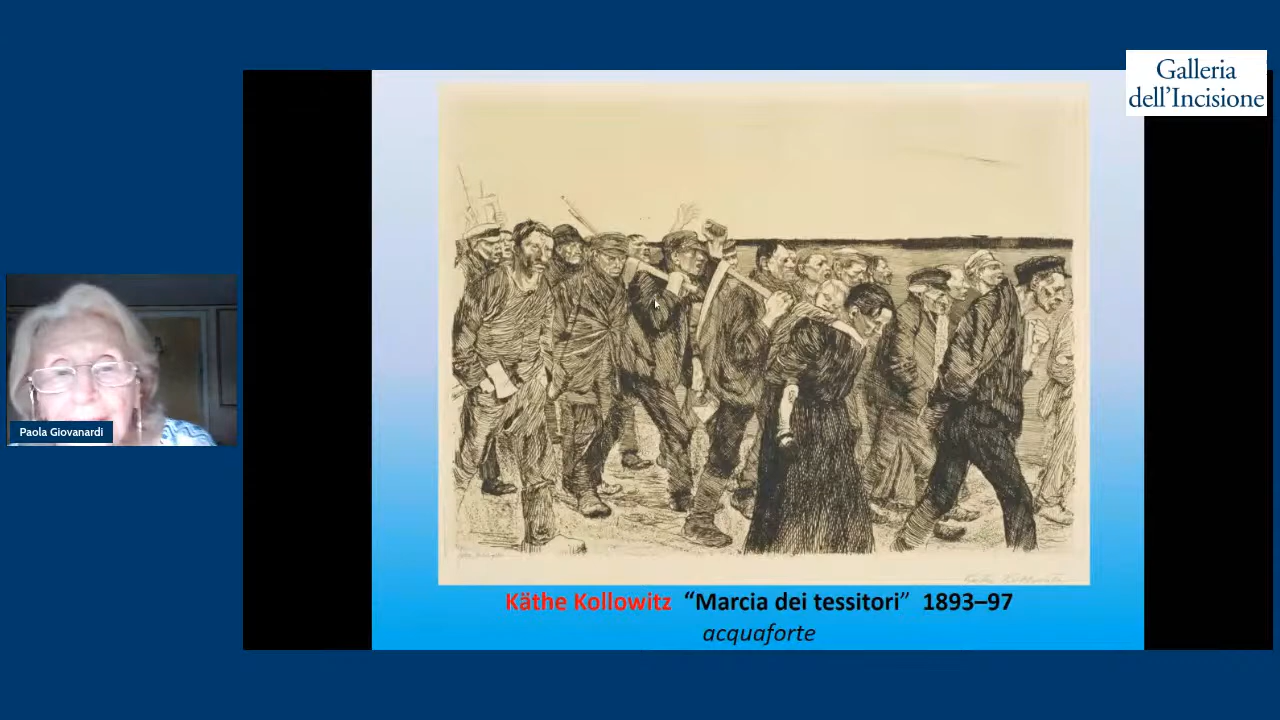 Galleria
dell'Incisione
Paola Giovanardi
Käthe Kollowitz “Marcia dei tessitori” 1893–97
acquaforte